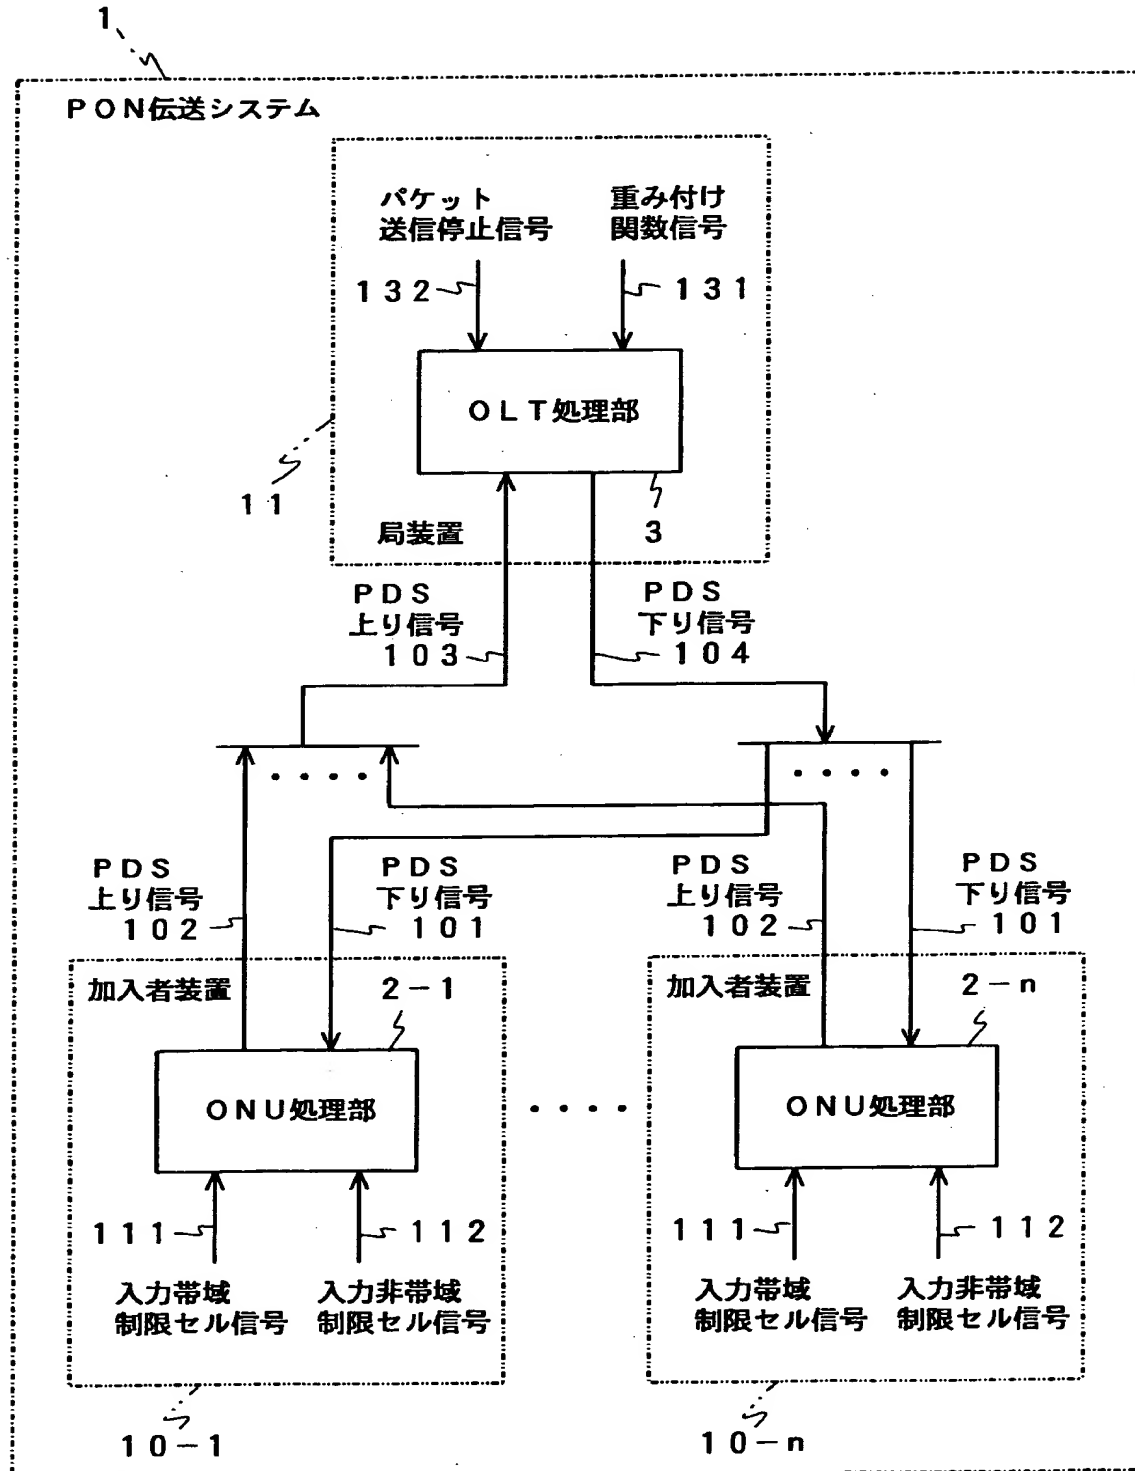 1
PON伝送システム
パケット
送信停止信号
重み付け
関数信号
132
131
OLT処理部
11
局装置
3
PDS
上り信号
103
PDS
下り信号
104
PDS
上り信号
102
PDS
下り信号
101
PDS
上り信号
102
PDS
下り信号
101
加入者装置
2-1
加入者装置
2-n
ONU処理部
ONU処理部
111
112
111
112
入力帯域
制限セル信号
入力非帯域
制限セル信号
入力帯域
制限セル信号
入力非帯域
制限セル信号
10-1
10-n